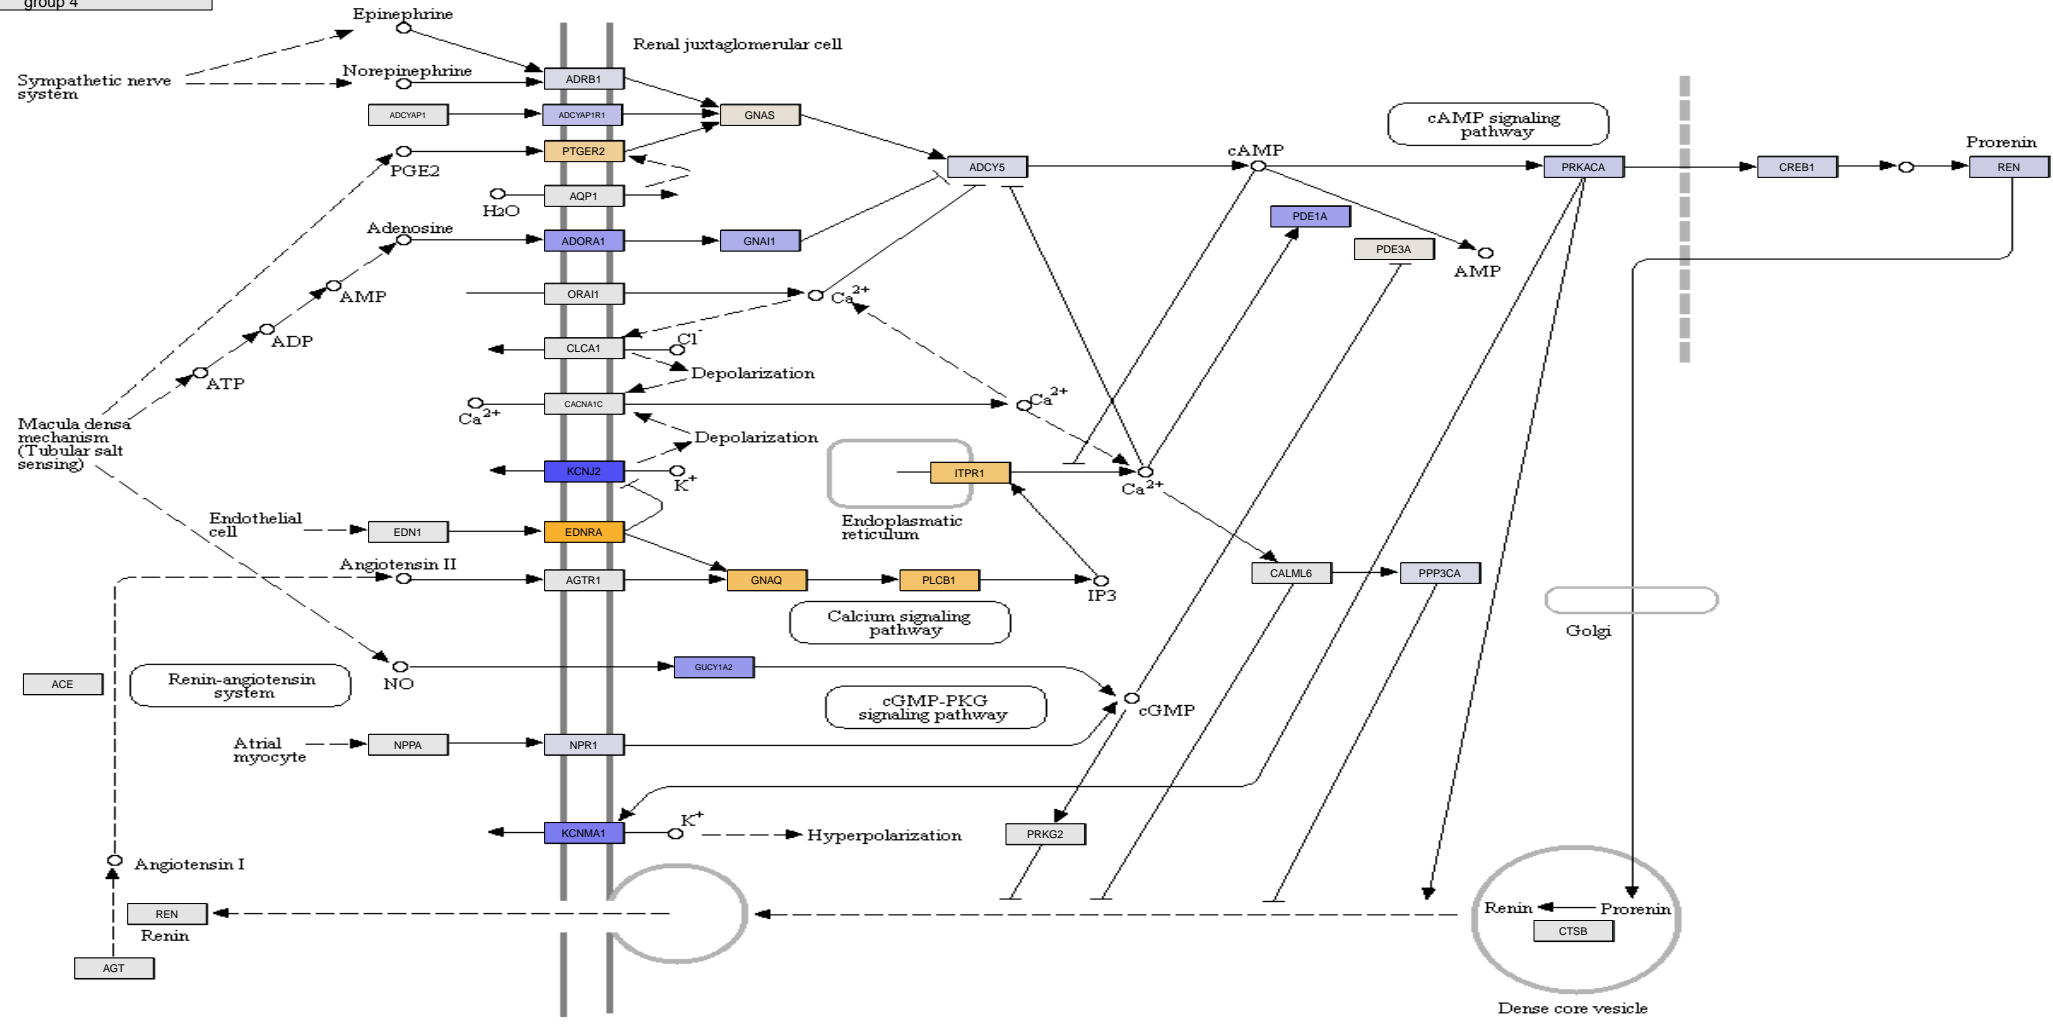 group 4
Epinephrine
Renal juxtaglomerular cell
Sympathetic nerve
system
Norepinephrine
ADRB1
ADCYAP1
ADCYAP1R1
GNAS
cAMP signaling
pathway
PGE2
PTGER2
ADCY5
cAMP
PRKACA
CREB1
Prorenin
REN
H2O
AQP1
PDE1A
Adenosine
ADORA1
GNAI1
PDE3A
AMP
AMP
ORAI1
Ca2+
ADP
CLCA1
Cl-
Depolarization
ATP
Ca2+
CACNA1C
Ca2+
Macula densa
mechanism
(Tubular salt
sensing)
Depolarization
KCNJ2
K+
ITPR1
Ca2+
Endoplasmatic
reticulum
Endothelial
cell
EDN1
EDNRA
Angiotensin II
AGTR1
GNAQ
PLCB1
IP3
CALML6
PPP3CA
Calcium signaling
pathway
Golgi
ACE
Renin-angiotensin
system
NO
GUCY1A2
cGMP-PKG
signaling pathway
cGMP
Atrial
myocyte
NPPA
NPR1
KCNMA1
K+
Hyperpolarization
PRKG2
Angiotensin I
REN
Renin
Renin
Prorenin
CTSB
AGT
Dense core vesicle